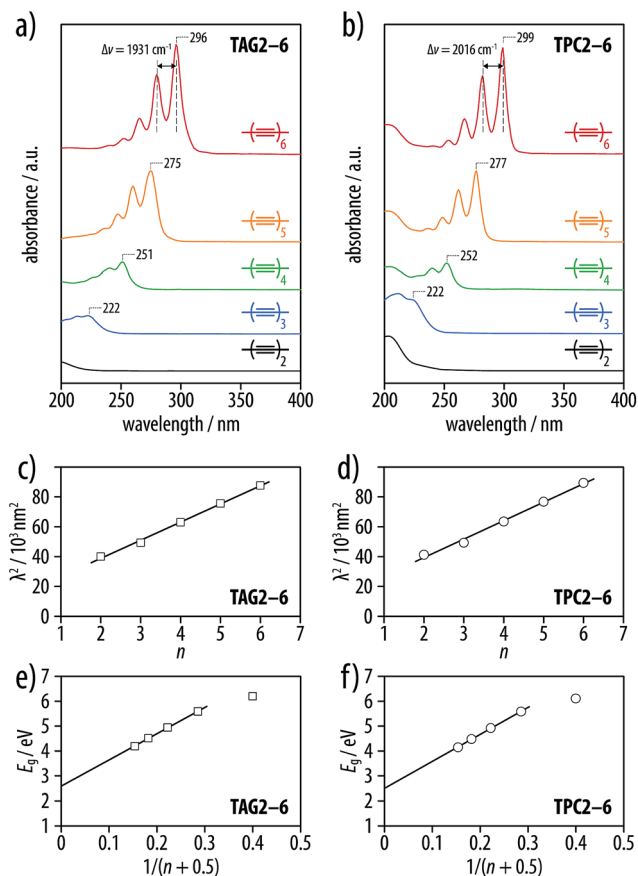 a)
TAG2–6
296
Δν = 1931 cm⁻¹
6
275
5
251
4
222
3
2
absorbance / a.u.
200 250 300 350 400
wavelength / nm
b)
TPC2–6
299
Δν = 2016 cm⁻¹
6
277
5
252
4
222
3
2
absorbance / a.u.
200 250 300 350 400
wavelength / nm
c)
80
60
40
20
0
λ² / 10³ nm²
TAG2–6
1 2 3 4 5 6 7
n
d)
80
60
40
20
0
λ² / 10³ nm²
TPC2–6
1 2 3 4 5 6 7
n
e)
7
6
5
4
3
2
1
Eg / eV
TAG2–6
0 0.1 0.2 0.3 0.4 0.5
1/(n + 0.5)
f)
7
6
5
4
3
2
1
Eg / eV
TPC2–6
0 0.1 0.2 0.3 0.4 0.5
1/(n + 0.5)